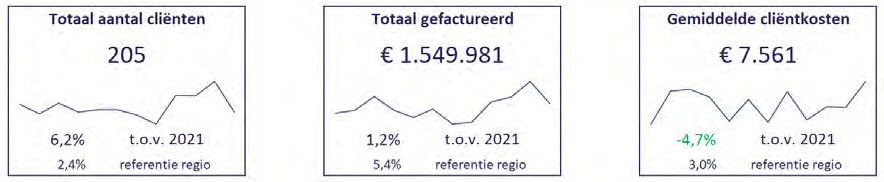 Totaal aantal cliënten
205
6,2% t.o.v. 2021
2,4% referentie regio
Totaal gefactureerd
€ 1.549.981
1,2% t.o.v. 2021
5,4% referentie regio
Gemiddelde cliëntkosten
€ 7.561
-4,7% t.o.v. 2021
3,0% referentie regio